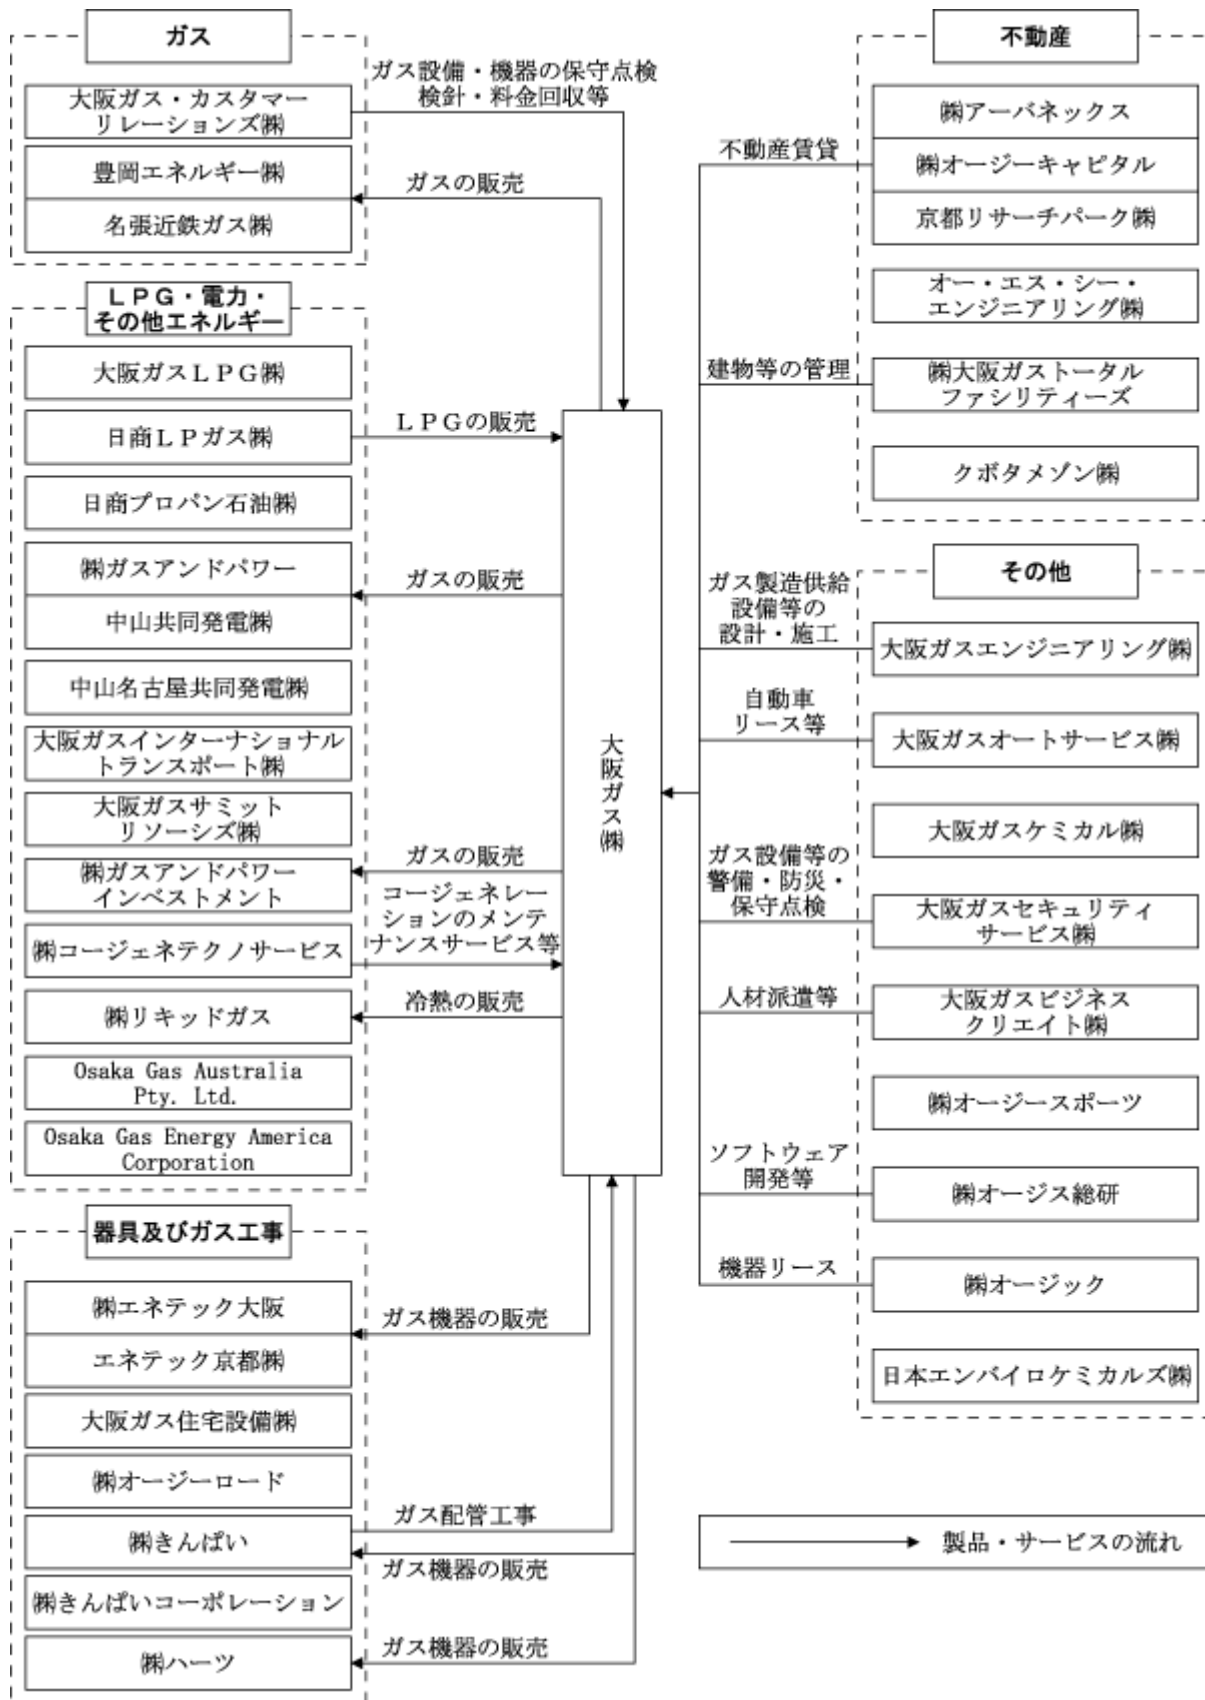 ガス
大阪ガス・カスタマー
リレーションズ㈱
豊岡エネルギー㈱
名張近鉄ガス㈱
ガス設備・機器の保守点検
検針・料金回収等
ガスの販売
LPG・電力・
その他エネルギー
大阪ガスLPG㈱
日商LPガス㈱
日商プロパン石油㈱
㈱ガスアンドパワー
中山共同発電㈱
中山名古屋共同発電㈱
大阪ガスインターナショナル
トランスポート㈱
大阪ガスサミット
リソーシズ㈱
㈱ガスアンドパワー
インベストメント
㈱コージェネテクノサービス
㈱リキッドガス
Osaka Gas Australia
Pty. Ltd.
Osaka Gas Energy America
Corporation
LPGの販売
ガスの販売
ガスの販売
コージェネレー
ションのメンテ
ナンスサービス等
冷熱の販売
器具及びガス工事
㈱エネテック大阪
エネテック京都㈱
大阪ガス住宅設備㈱
㈱オージーロード
㈱きんぱい
㈱きんぱいコーポレーション
㈱ハーツ
ガス機器の販売
ガス配管工事
ガス機器の販売
ガス機器の販売
大阪ガス㈱
不動産
㈱アーバネックス
㈱オージーキャピタル
京都リサーチパーク㈱
オー・エス・シー・
エンジニアリング㈱
㈱大阪ガストータル
ファシリティーズ
クボタメゾン㈱
不動産賃貸
建物等の管理
その他
大阪ガスエンジニアリング㈱
大阪ガスオートサービス㈱
大阪ガスケミカル㈱
大阪ガスセキュリティ
サービス㈱
大阪ガスビジネス
クリエイト㈱
㈱オージースポーツ
㈱オージス総研
㈱オージック
日本エンバイロケミカルズ㈱
ガス製造供給
設備等の
設計・施工
自動車
リース等
ガス設備等の
警備・防災・
保守点検
人材派遣等
ソフトウェア
開発等
機器リース
製品・サービスの流れ